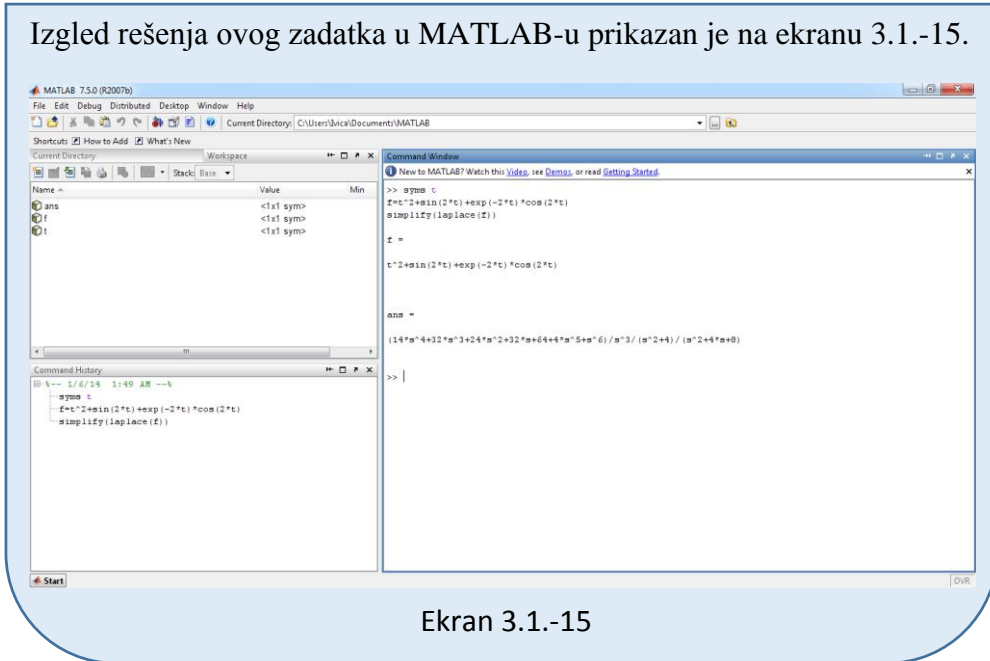 Izgled rešenja ovog zadatka u MATLAB-u prikazan je na ekranu 3.1.-15.
MATLAB 7.5.0 (R2007b)
File Edit Debug Distributed Desktop Window Help
Current Directory: C:\Users\Ivica\Documents\MATLAB
Shortcuts How to Add What's New
Current Directory Workspace
Stack: Base
Name Value Min
ans <1x1 sym>
f <1x1 sym>
t <1x1 sym>
Command History
%-- 1/6/14 1:49 AM --%
syms t
f=t^2+sin(2*t)+exp(-2*t)*cos(2*t)
simplify(laplace(f))
Command Window
New to MATLAB? Watch this Video, see Demos, or read Getting Started.
>> syms t
f=t^2+sin(2*t)+exp(-2*t)*cos(2*t)
simplify(laplace(f))
f =
t^2+sin(2*t)+exp(-2*t)*cos(2*t)
ans =
(14*s^4+32*s^3+24*s^2+32*s+64+4*s^5+s^6)/s^3/(s^2+4)/(s^2+4*s+8)
>>
Start
OVR
Ekran 3.1.-15